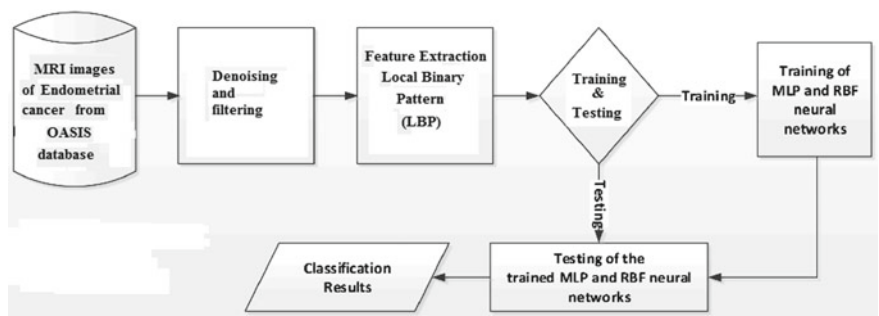 MRI images
of Endometrial
cancer from
OASIS
database
Denoising
and
filtering
Feature Extraction
Local Binary
Pattern
(LBP)
Training
&
Testing
Training
Training of
MLP and RBF
neural
networks
Testing
Testing of the
trained MLP and RBF neural
networks
Classification
Results